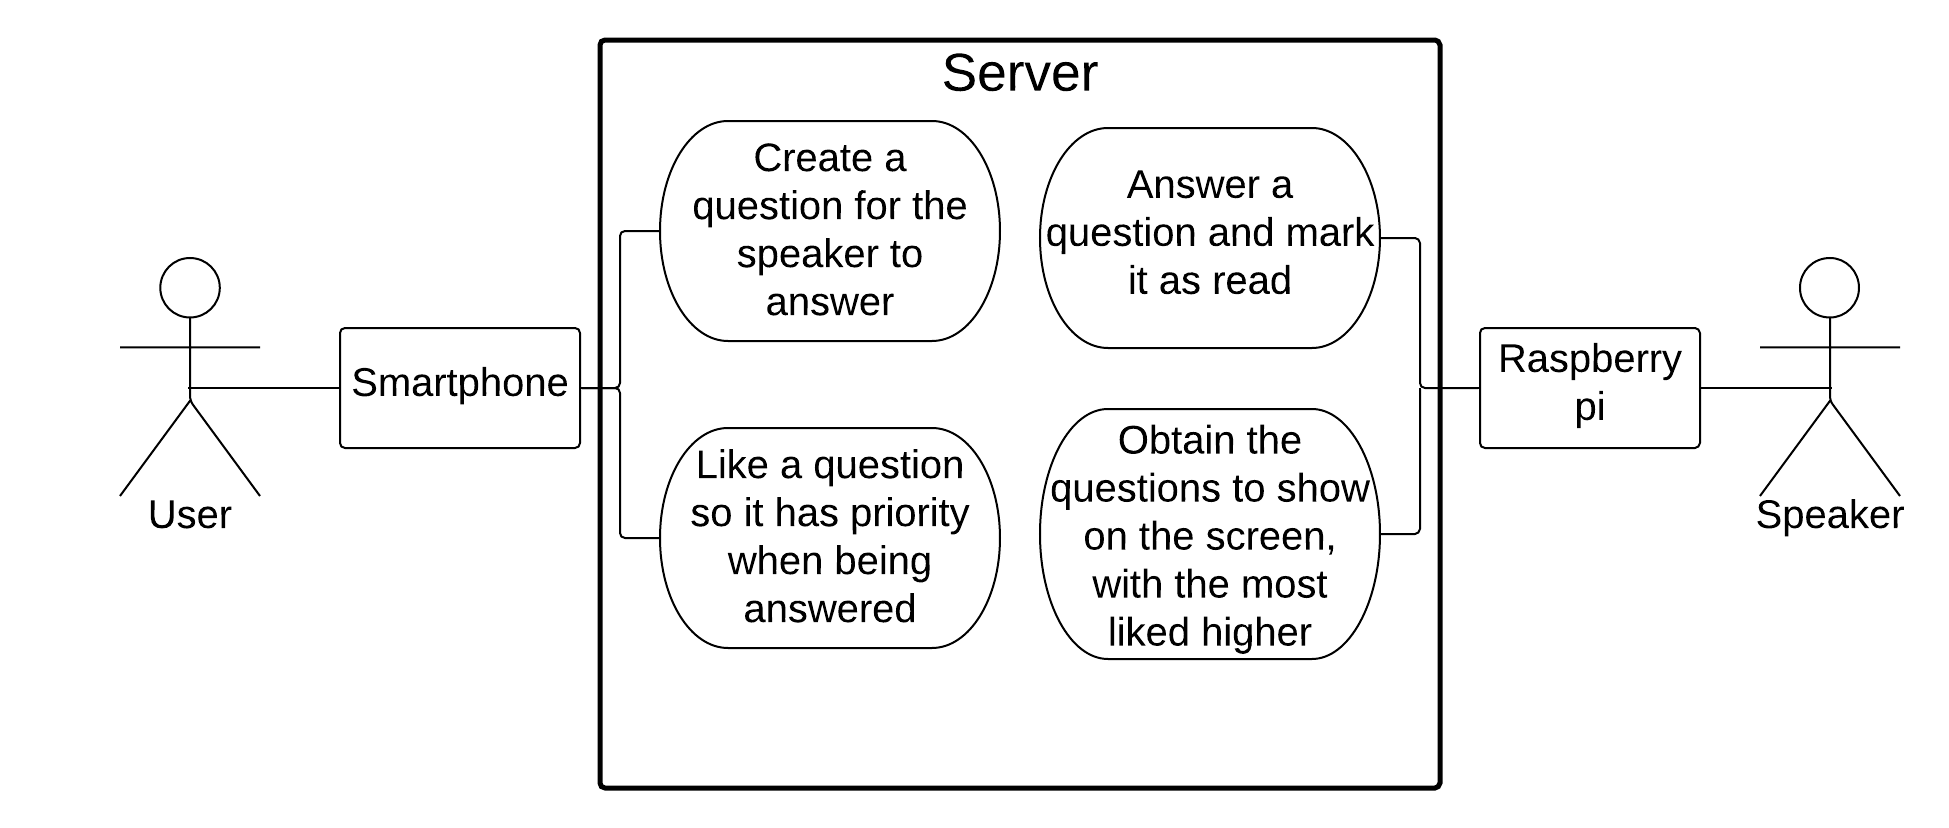 Server
Create a
question for the
speaker to
answer
Answer a
question and mark
it as read
Smartphone
Raspberry
pi
Like a question
so it has priority
when being
answered
Obtain the
questions to show
on the screen,
with the most
liked higher
User
Speaker